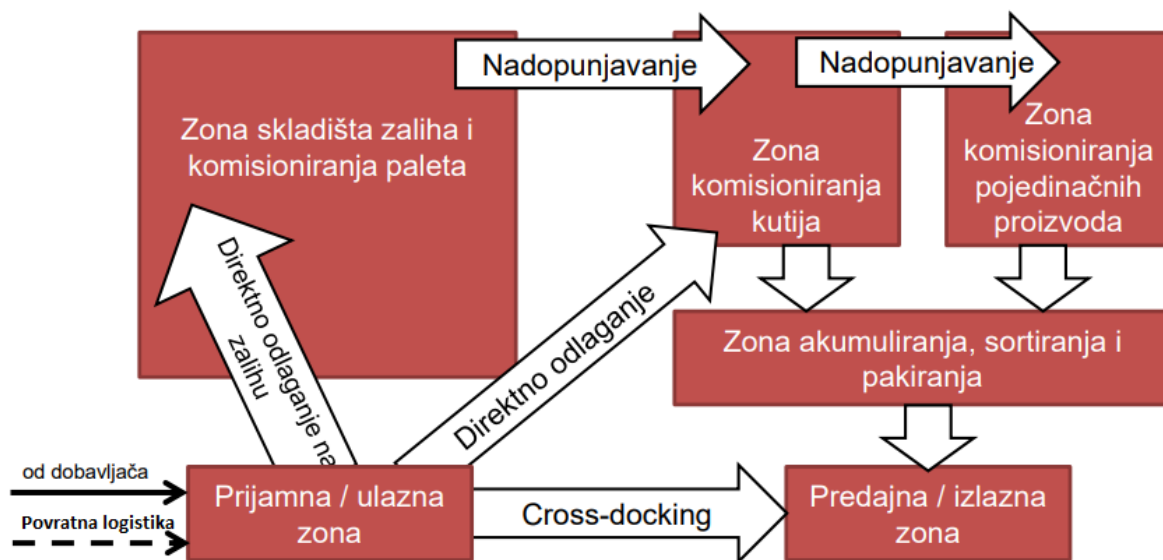 Nadopunjavanje
Nadopunjavanje
Zona skladišta zaliha i
komisioniranja paleta
Zona
komisioniranja
kutija
Zona
komisioniranja
pojedinačnih
proizvoda
Direktno odlaganje na
zalihu
Direktno odlaganje
Zona akumuliranja, sortiranja i
pakiranja
od dobavljača
Povratna logistika
Prijamna / ulazna
zona
Cross-docking
Predajna / izlazna
zona